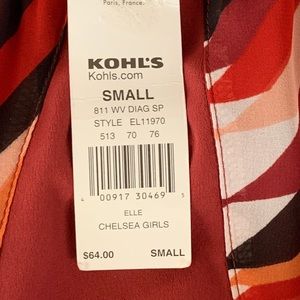 Paris, France.
KOHL'S
Kohls.com
SMALL
811 WV DIAG SP
STYLE EL11970
513 70 76
4 00917 30469 5
ELLE
CHELSEA GIRLS
$64.00 SMALL